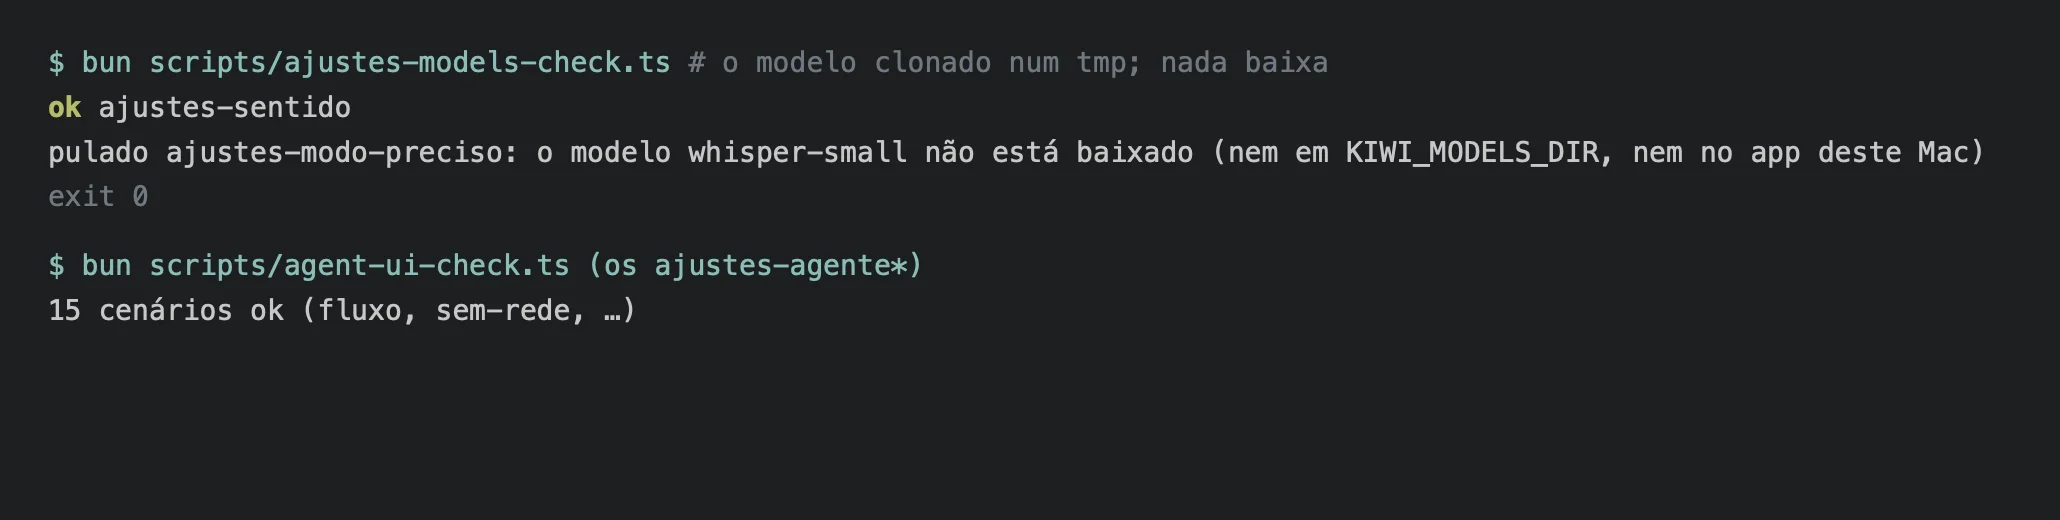 $ bun scripts/ajustes-models-check.ts # o modelo clonado num tmp; nada baixa
ok ajustes-sentido
pulado ajustes-modo-preciso: o modelo whisper-small não está baixado (nem em KIWI_MODELS_DIR, nem no app deste Mac)
exit 0
$ bun scripts/agent-ui-check.ts (os ajustes-agente*)
15 cenários ok (fluxo, sem-rede, …)